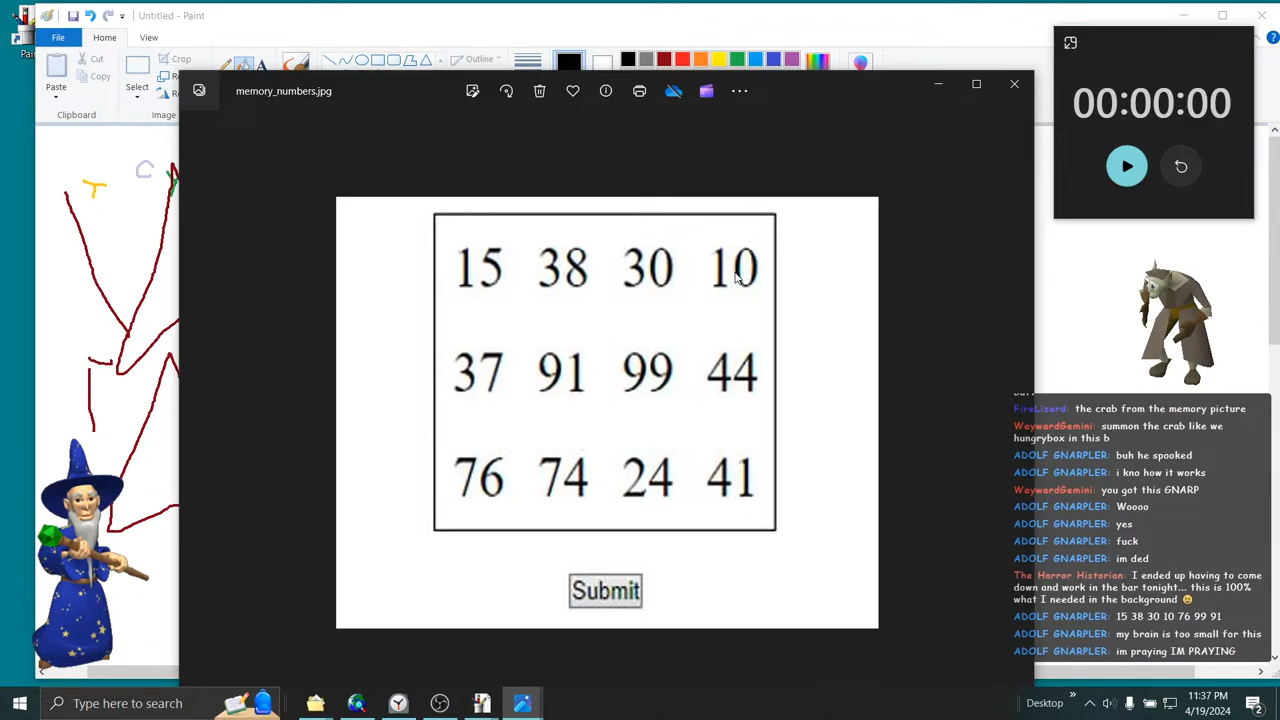 Untitled - Paint
File Home View
Paste
Cut
Copy
Clipboard
Select
Crop
Image
A
Outline
memory_numbers.jpg
00:00:00
T C
15 38 30 10
37 91 99 44
76 74 24 41
Submit
FireLizard: the crab from the memory picture
WaywardGemini: summon the crab like we
hungrybox in this b
ADOLF GNARPLER: buh he spooked
ADOLF GNARPLER: i kno how it works
WaywardGemini: you got this GNARP
ADOLF GNARPLER: Woooo
ADOLF GNARPLER: yes
ADOLF GNARPLER: fuck
ADOLF GNARPLER: im ded
The Horror Historian: I ended up having to come
down and work in the bar tonight... this is 100%
what I needed in the background
ADOLF GNARPLER: 15 38 30 10 76 99 91
ADOLF GNARPLER: my brain is too small for this
ADOLF GNARPLER: im praying IM PRAYING
Type here to search
Desktop
11:37 PM
4/19/2024
2